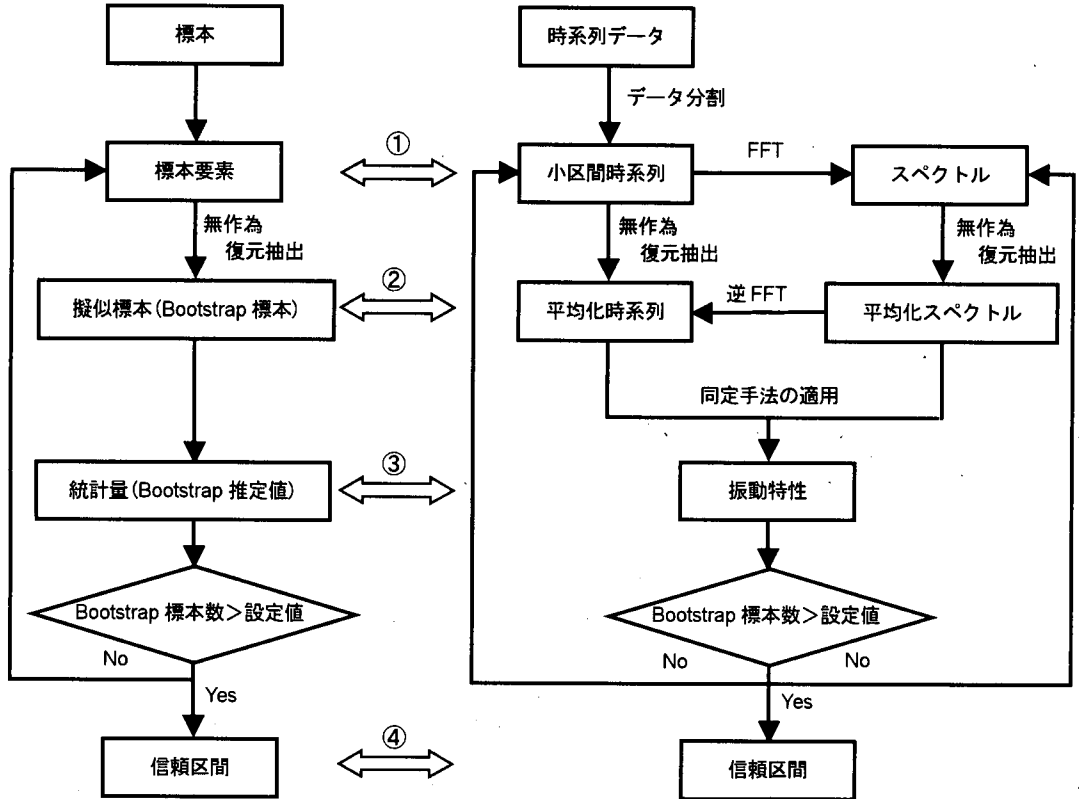 標本
標本要素
無作為
復元抽出
擬似標本(Bootstrap 標本)
統計量(Bootstrap 推定値)
Bootstrap 標本数>設定値
No
Yes
信頼区間
①
②
③
④
時系列データ
データ分割
小区間時系列
FFT
スペクトル
無作為
復元抽出
無作為
復元抽出
平均化時系列
逆 FFT
平均化スペクトル
同定手法の適用
振動特性
Bootstrap 標本数>設定値
No
No
Yes
信頼区間